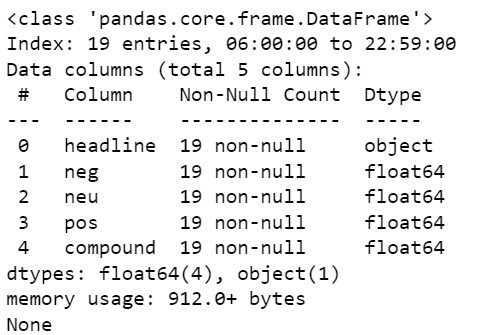 <class 'pandas.core.frame.DataFrame'>
Index: 19 entries, 06:00:00 to 22:59:00
Data columns (total 5 columns):
 #   Column    Non-Null Count  Dtype
---  ------    --------------  -----
 0   headline  19 non-null     object
 1   neg       19 non-null     float64
 2   neu       19 non-null     float64
 3   pos       19 non-null     float64
 4   compound  19 non-null     float64
dtypes: float64(4), object(1)
memory usage: 912.0+ bytes
None